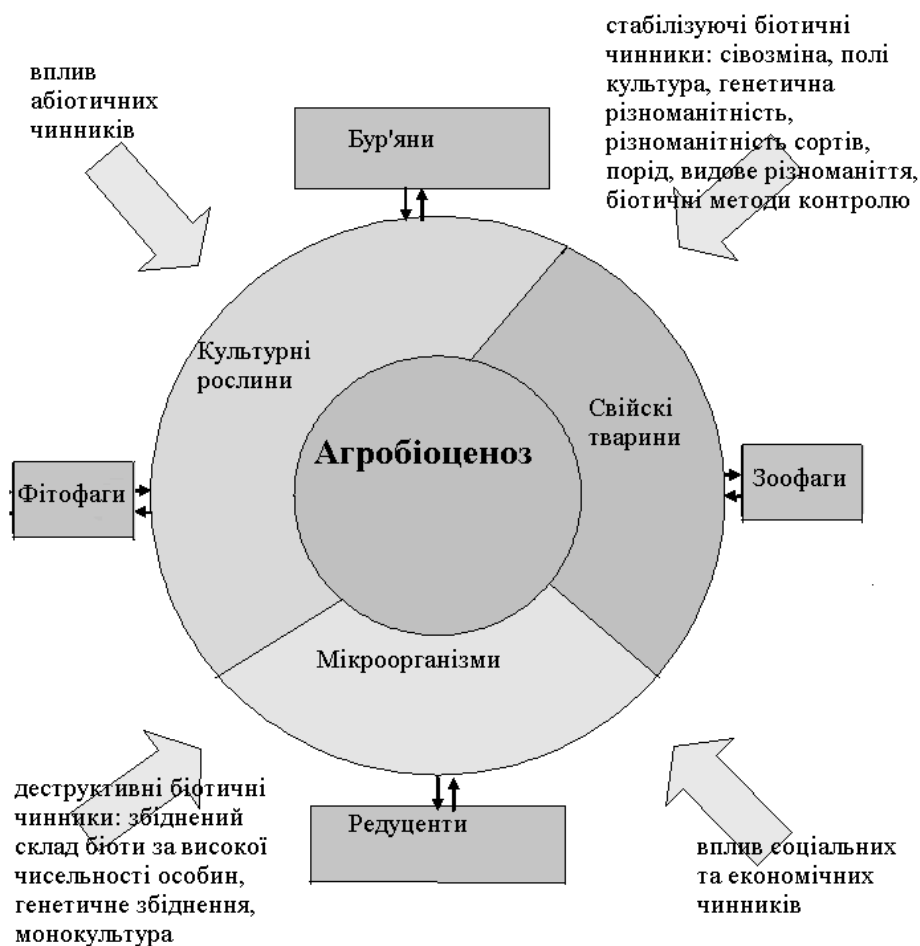 стабілізуючі біотичні
чинники: сівозміна, полі
культура, генетична
різноманітність,
різноманітність сортів,
порід, видове різноманіття,
біотичні методи контролю
вплив
абіотичних
чинників
Бур'яни
Культурні
рослини
Свійскі
тварини
Агробіоценоз
Фітофаги
Зоофаги
Мікроорганізми
Редуценти
деструктивні біотичні
чинники: збіднений
склад біоти за високої
чисельності особин,
генетичне збіднення,
монокультура
вплив соціальних
та економічних
чинників